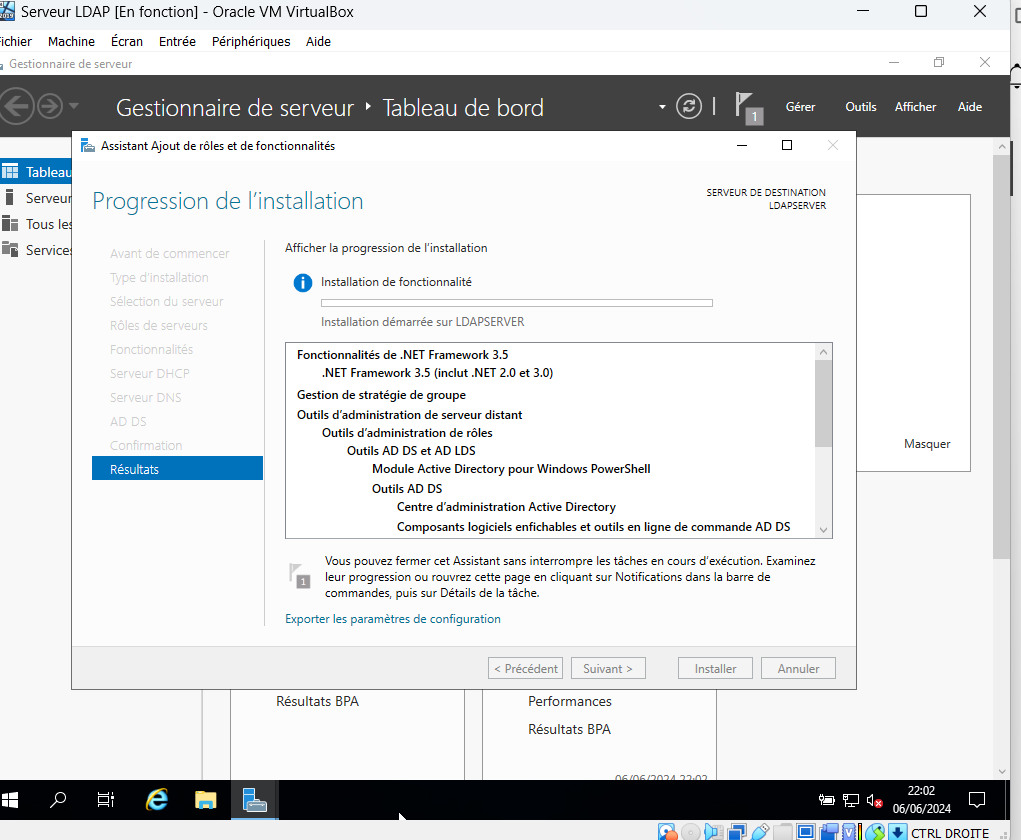 Serveur LDAP [En fonction] - Oracle VM VirtualBox
Fichier Machine Écran Entrée Périphériques Aide
Gestionnaire de serveur
Gestionnaire de serveur Tableau de bord
1 Gérer Outils Afficher Aide
Assistant Ajout de rôles et de fonctionnalités
Tableau
Serveur
Tous les
Services
Progression de l'installation
SERVEUR DE DESTINATION
LDAPSERVER
Avant de commencer
Type d'installation
Sélection du serveur
Rôles de serveurs
Fonctionnalités
Serveur DHCP
Serveur DNS
AD DS
Confirmation
Résultats
Afficher la progression de l'installation
Installation de fonctionnalité
Installation démarrée sur LDAPSERVER
Fonctionnalités de .NET Framework 3.5
.NET Framework 3.5 (inclut .NET 2.0 et 3.0)
Gestion de stratégie de groupe
Outils d'administration de serveur distant
Outils d'administration de rôles
Outils AD DS et AD LDS
Module Active Directory pour Windows PowerShell
Outils AD DS
Centre d'administration Active Directory
Composants logiciels enfichables et outils en ligne de commande AD DS
Masquer
1
Vous pouvez fermer cet Assistant sans interrompre les tâches en cours d'exécution. Examinez
leur progression ou rouvrez cette page en cliquant sur Notifications dans la barre de
commandes, puis sur Détails de la tâche.
Exporter les paramètres de configuration
< Précédent Suivant > Installer Annuler
Résultats BPA
Performances
Résultats BPA
06/06/2024 22:02
22:02
06/06/2024
CTRL DROITE